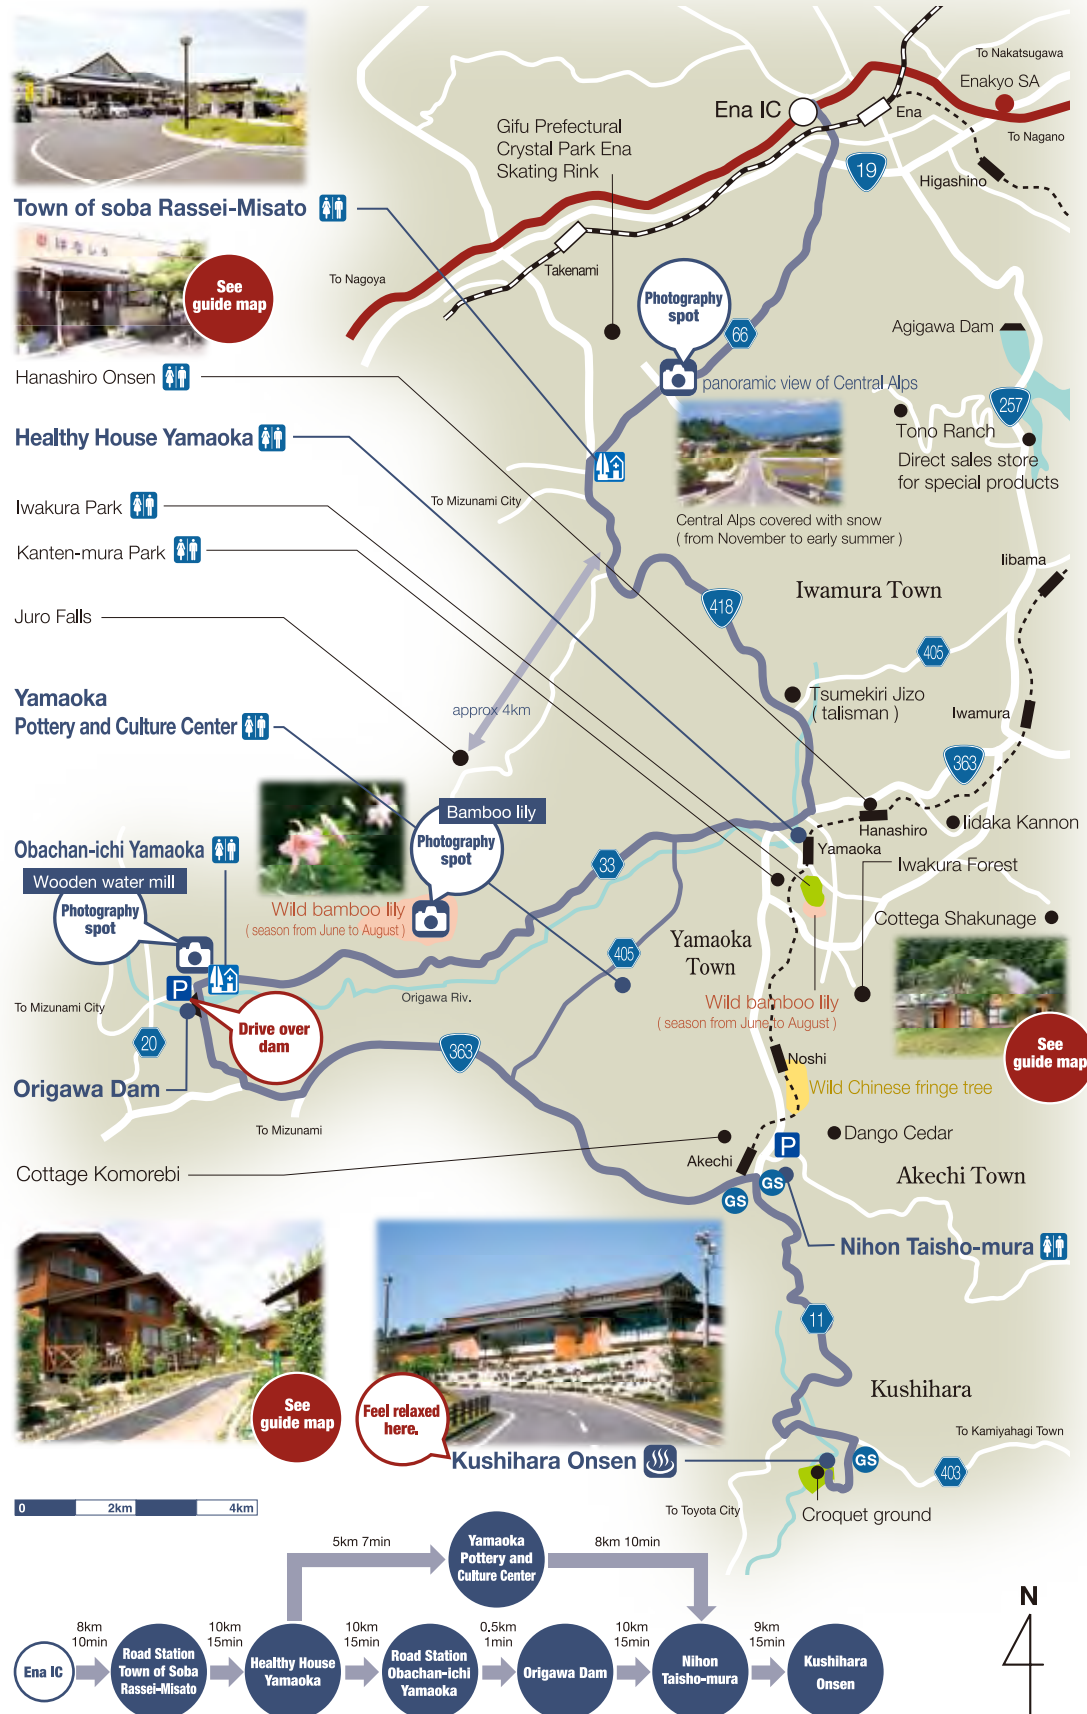 To Nakatsugawa
Enakyo SA
Ena IC
Ena
To Nagano
Gifu Prefectural
Crystal Park Ena
Skating Rink
19
Higashino
Town of soba Rassei-Misato
Takenami
To Nagoya
See
guide map
Photography
spot
66
Agigawa Dam
Hanashiro Onsen
panoramic view of Central Alps
257
Tono Ranch
Direct sales store
for special products
Healthy House Yamaoka
To Mizunami City
Iwakura Park
Central Alps covered with snow
( from November to early summer )
Kanten-mura Park
Iibama
Iwamura Town
418
Juro Falls
405
Tsumekiri Jizo
( talisman )
Iwamura
Yamaoka
Pottery and Culture Center
approx 4km
363
Bamboo lily
Photography
spot
Hanashiro
Iidaka Kannon
Yamaoka
Obachan-ichi Yamaoka
33
Iwakura Forest
Wooden water mill
Photography
spot
Wild bamboo lily
( season from June to August )
Cottega Shakunage
Yamaoka
Town
405
Origawa Riv.
To Mizunami City
P
Wild bamboo lily
( season from June to August )
Drive over
dam
20
363
See
guide map
Noshi
Origawa Dam
Wild Chinese fringe tree
To Mizunami
Dango Cedar
P
Akechi
Cottage Komorebi
Akechi Town
GS
GS
Nihon Taisho-mura
11
Kushihara
See
guide map
Feel relaxed
here.
To Kamiyahagi Town
Kushihara Onsen
GS
403
To Toyota City
Croquet ground
0 2km 4km
5km 7min
Yamaoka
Pottery and
Culture Center
8km 10min
N
Ena IC
8km
10min
Road Station
Town of Soba
Rassei-Misato
10km
15min
Healthy House
Yamaoka
10km
15min
Road Station
Obachan-ichi
Yamaoka
0.5km
1min
Origawa Dam
10km
15min
Nihon
Taisho-mura
9km
15min
Kushihara
Onsen